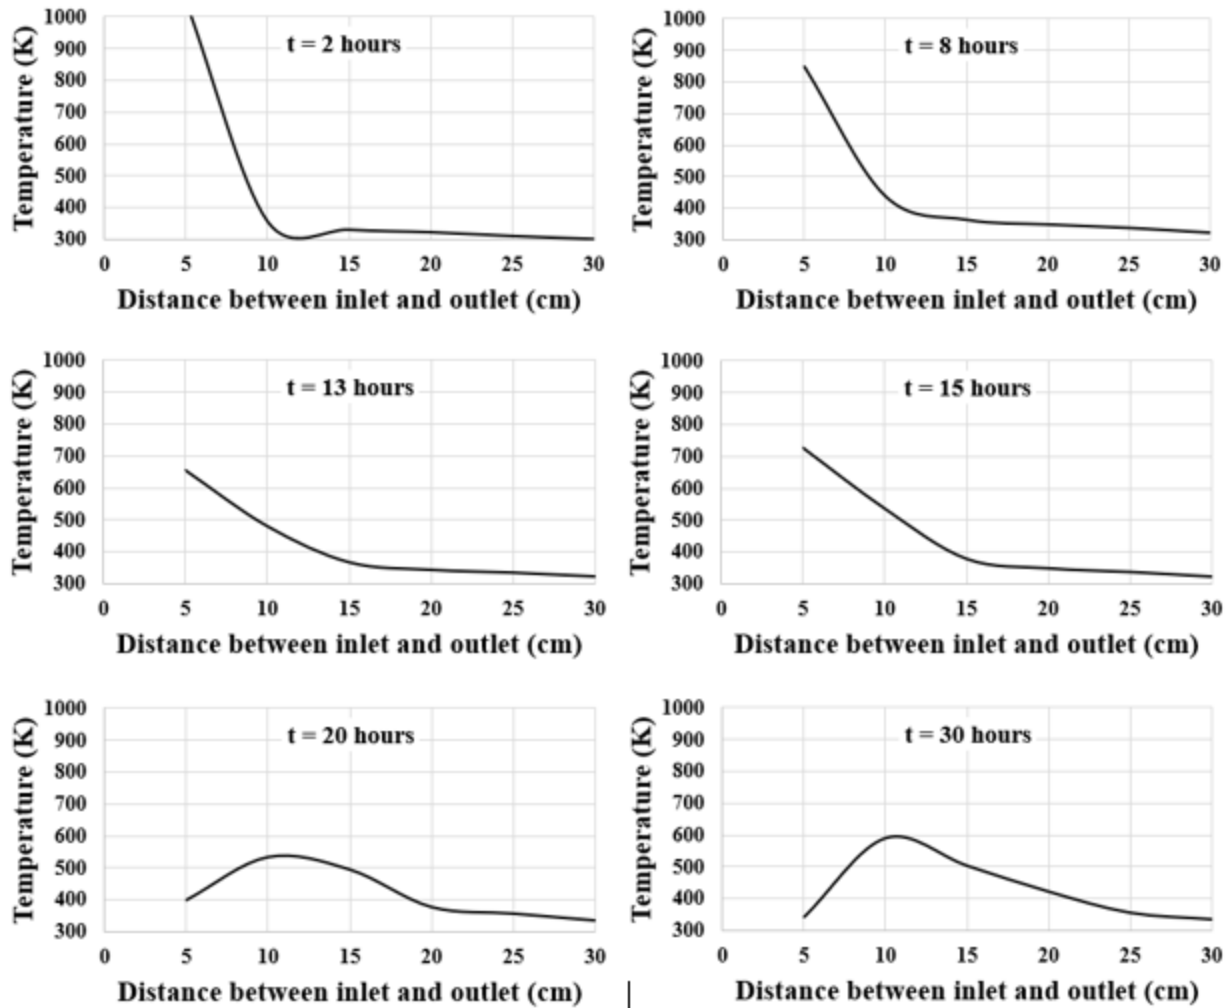 1000
900
800
700
600
500
400
300
Temperature (K)
t = 2 hours
0 5 10 15 20 25 30
Distance between inlet and outlet (cm)
1000
900
800
700
600
500
400
300
Temperature (K)
t = 8 hours
0 5 10 15 20 25 30
Distance between inlet and outlet (cm)
1000
900
800
700
600
500
400
300
Temperature (K)
t = 13 hours
0 5 10 15 20 25 30
Distance between inlet and outlet (cm)
1000
900
800
700
600
500
400
300
Temperature (K)
t = 15 hours
0 5 10 15 20 25 30
Distance between inlet and outlet (cm)
1000
900
800
700
600
500
400
300
Temperature (K)
t = 20 hours
0 5 10 15 20 25 30
Distance between inlet and outlet (cm)
1000
900
800
700
600
500
400
300
Temperature (K)
t = 30 hours
0 5 10 15 20 25 30
Distance between inlet and outlet (cm)